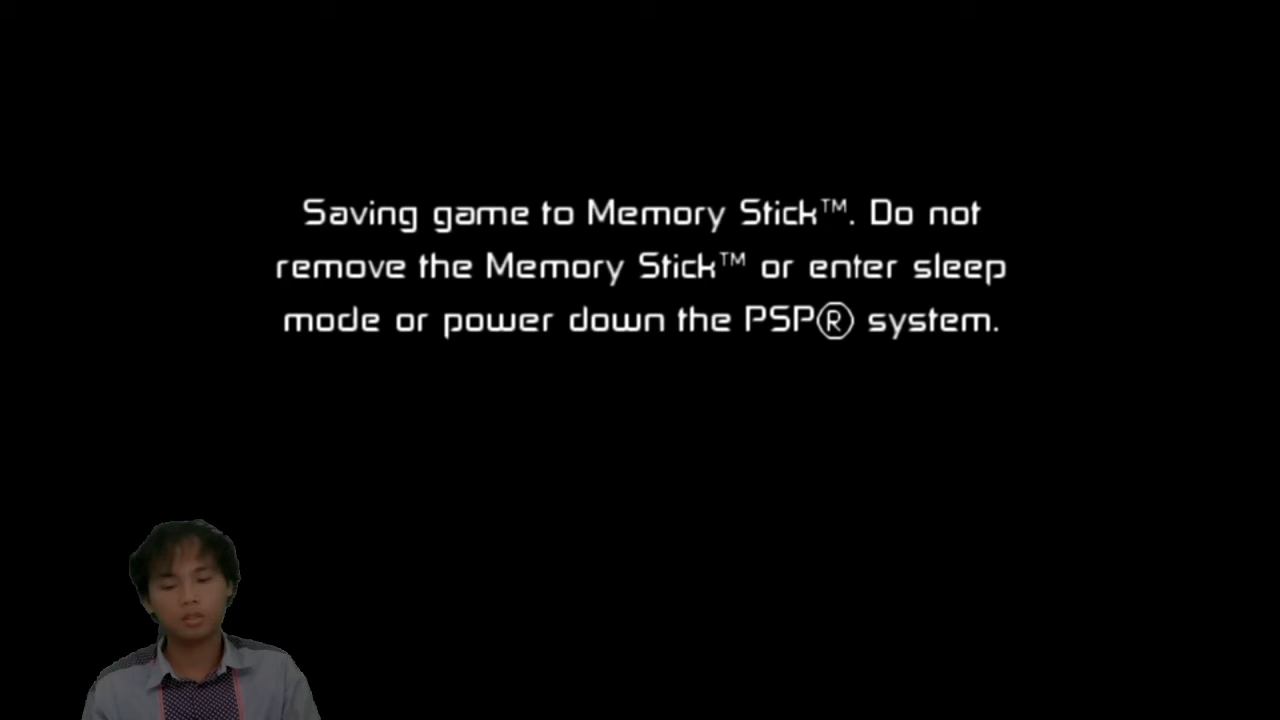 Saving game to Memory Stick™. Do not
remove the Memory Stick™ or enter sleep
mode or power down the PSP® system.